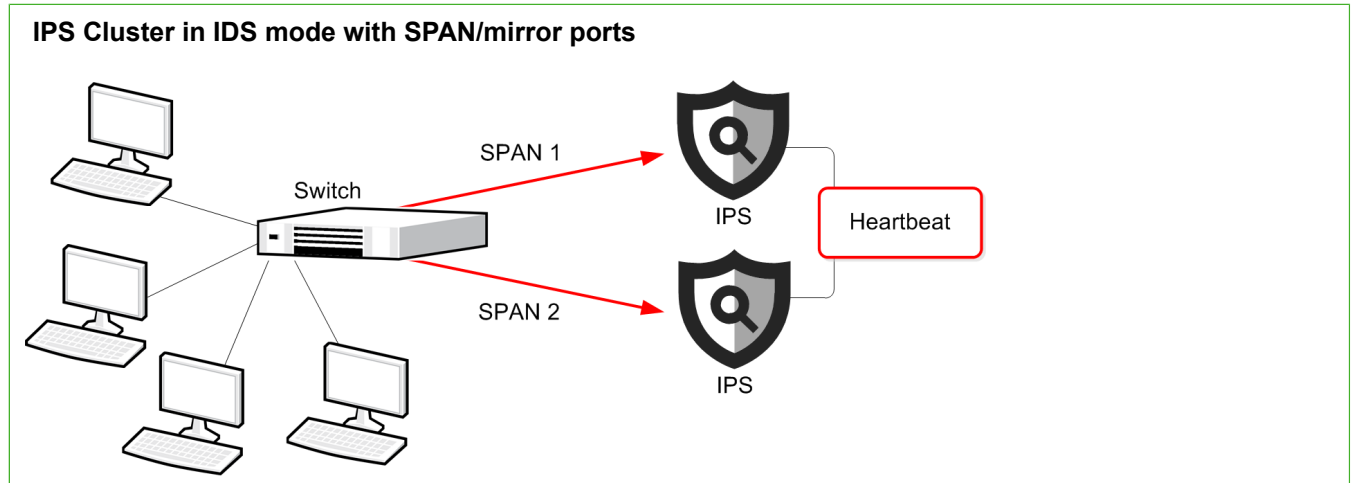 IPS Cluster in IDS mode with SPAN/mirror ports
SPAN 1
Switch
IPS
Heartbeat
SPAN 2
IPS